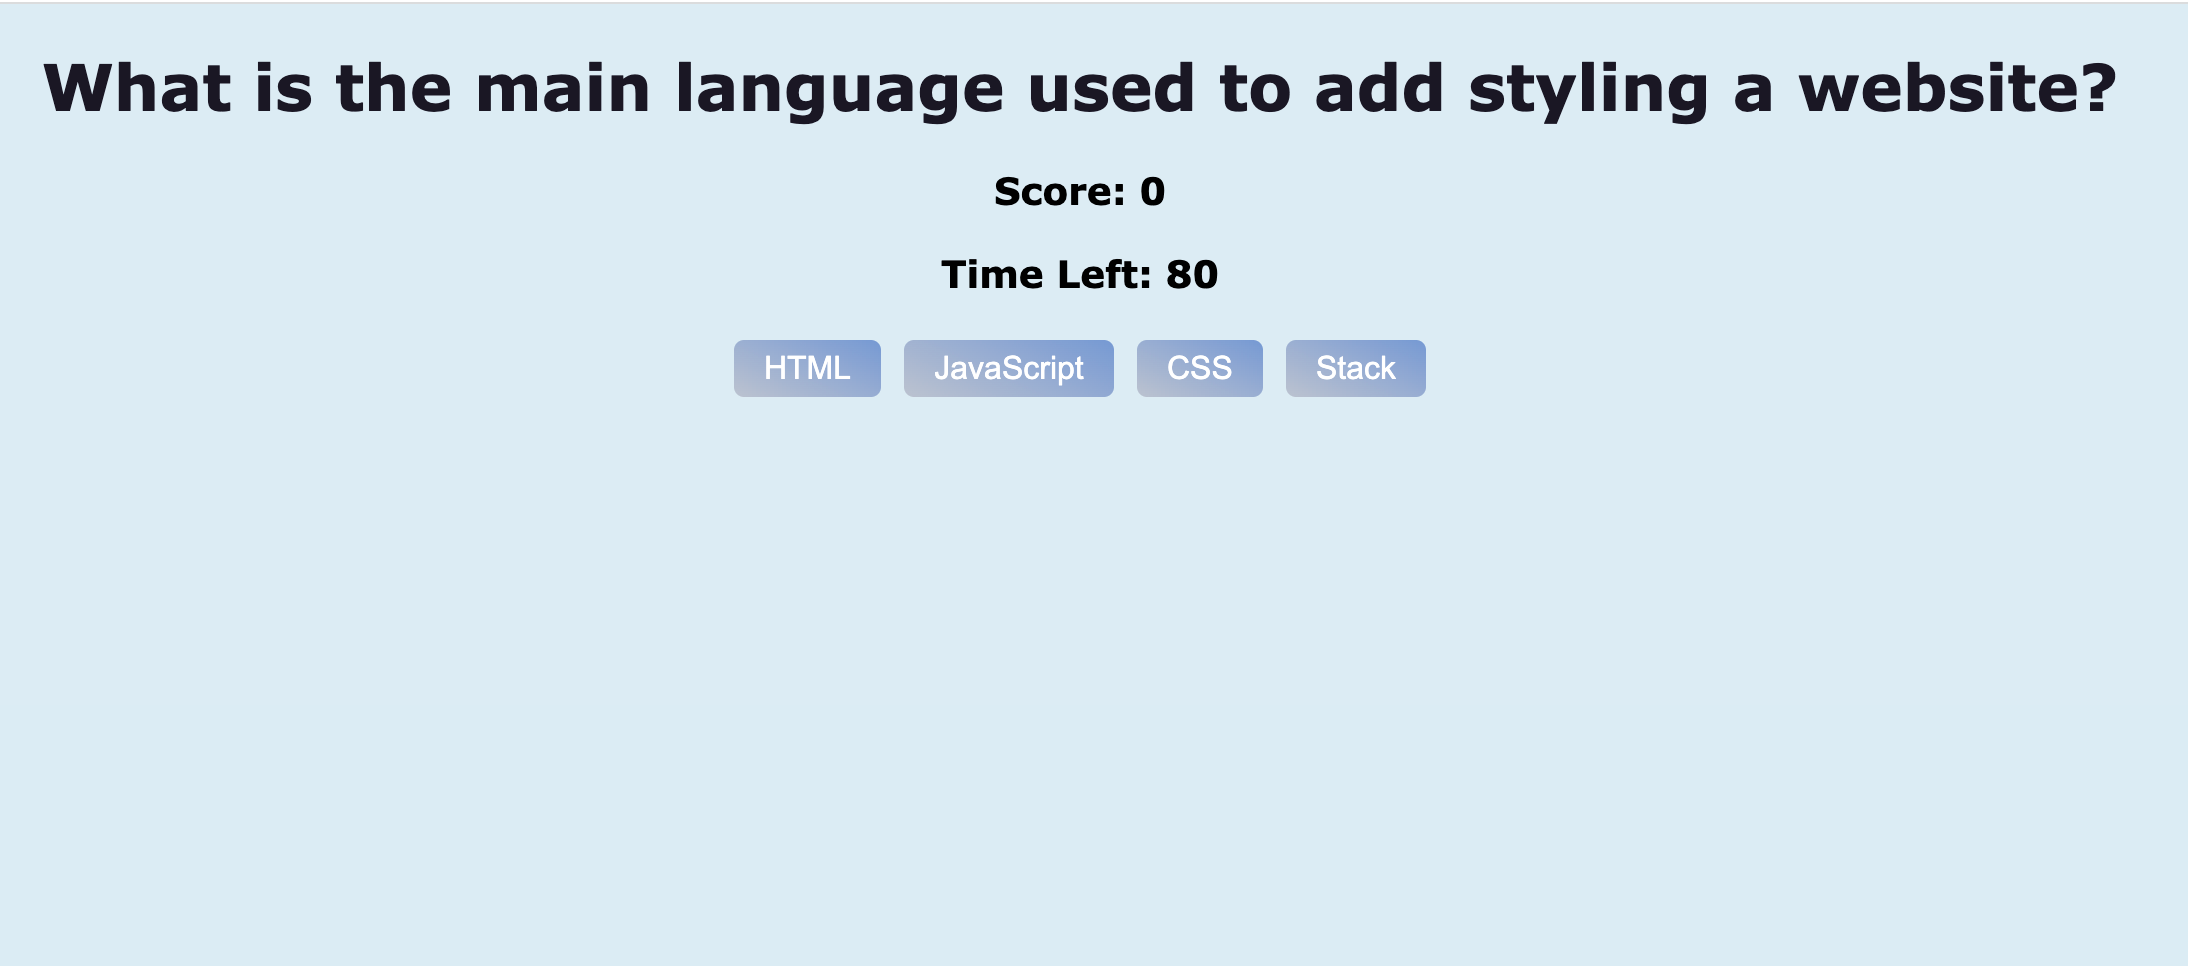 What is the main language used to add styling a website?
Score: 0
Time Left: 80
HTML JavaScript CSS Stack